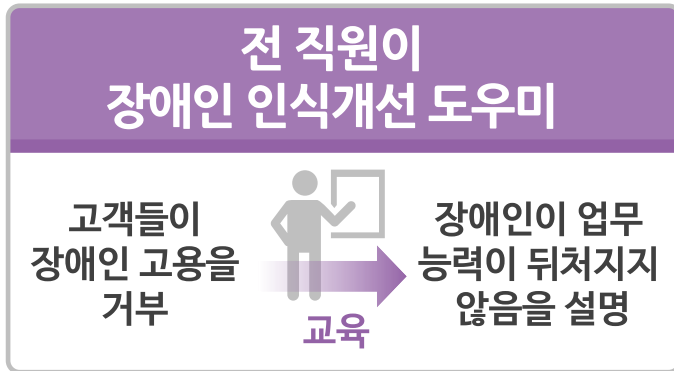 전 직원이
장애인 인식개선 도우미
고객들이
장애인 고용을
거부
교육
장애인이 업무
능력이 뒤처지지
않음을 설명